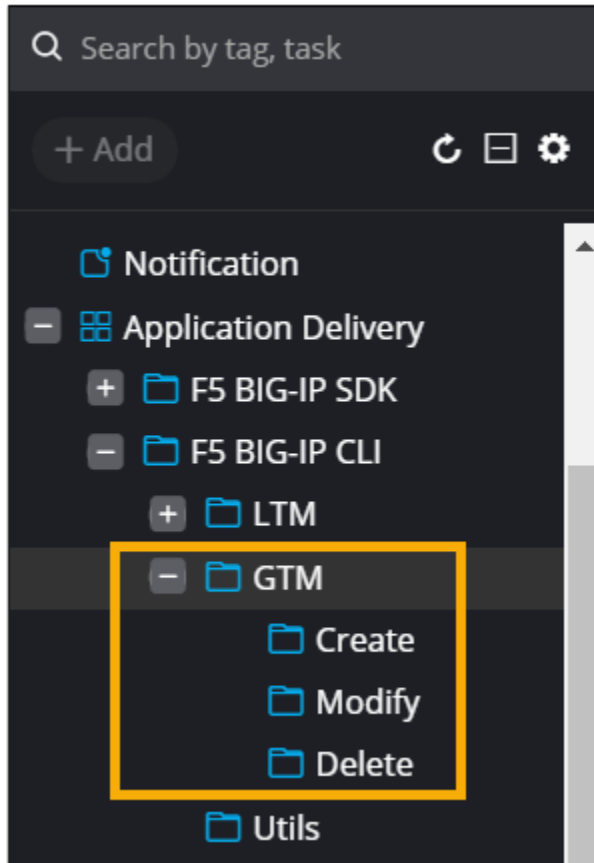 Search by tag, task
+ Add
Notification
Application Delivery
F5 BIG-IP SDK
F5 BIG-IP CLI
LTM
GTM
Create
Modify
Delete
Utils